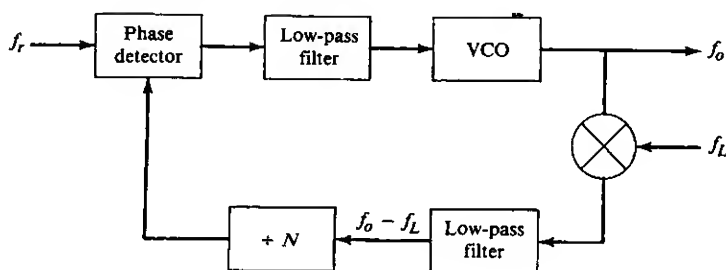 f_r
Phase
detector
Low-pass
filter
VCO
f_o
f_L
Low-pass
filter
f_o − f_L
÷ N